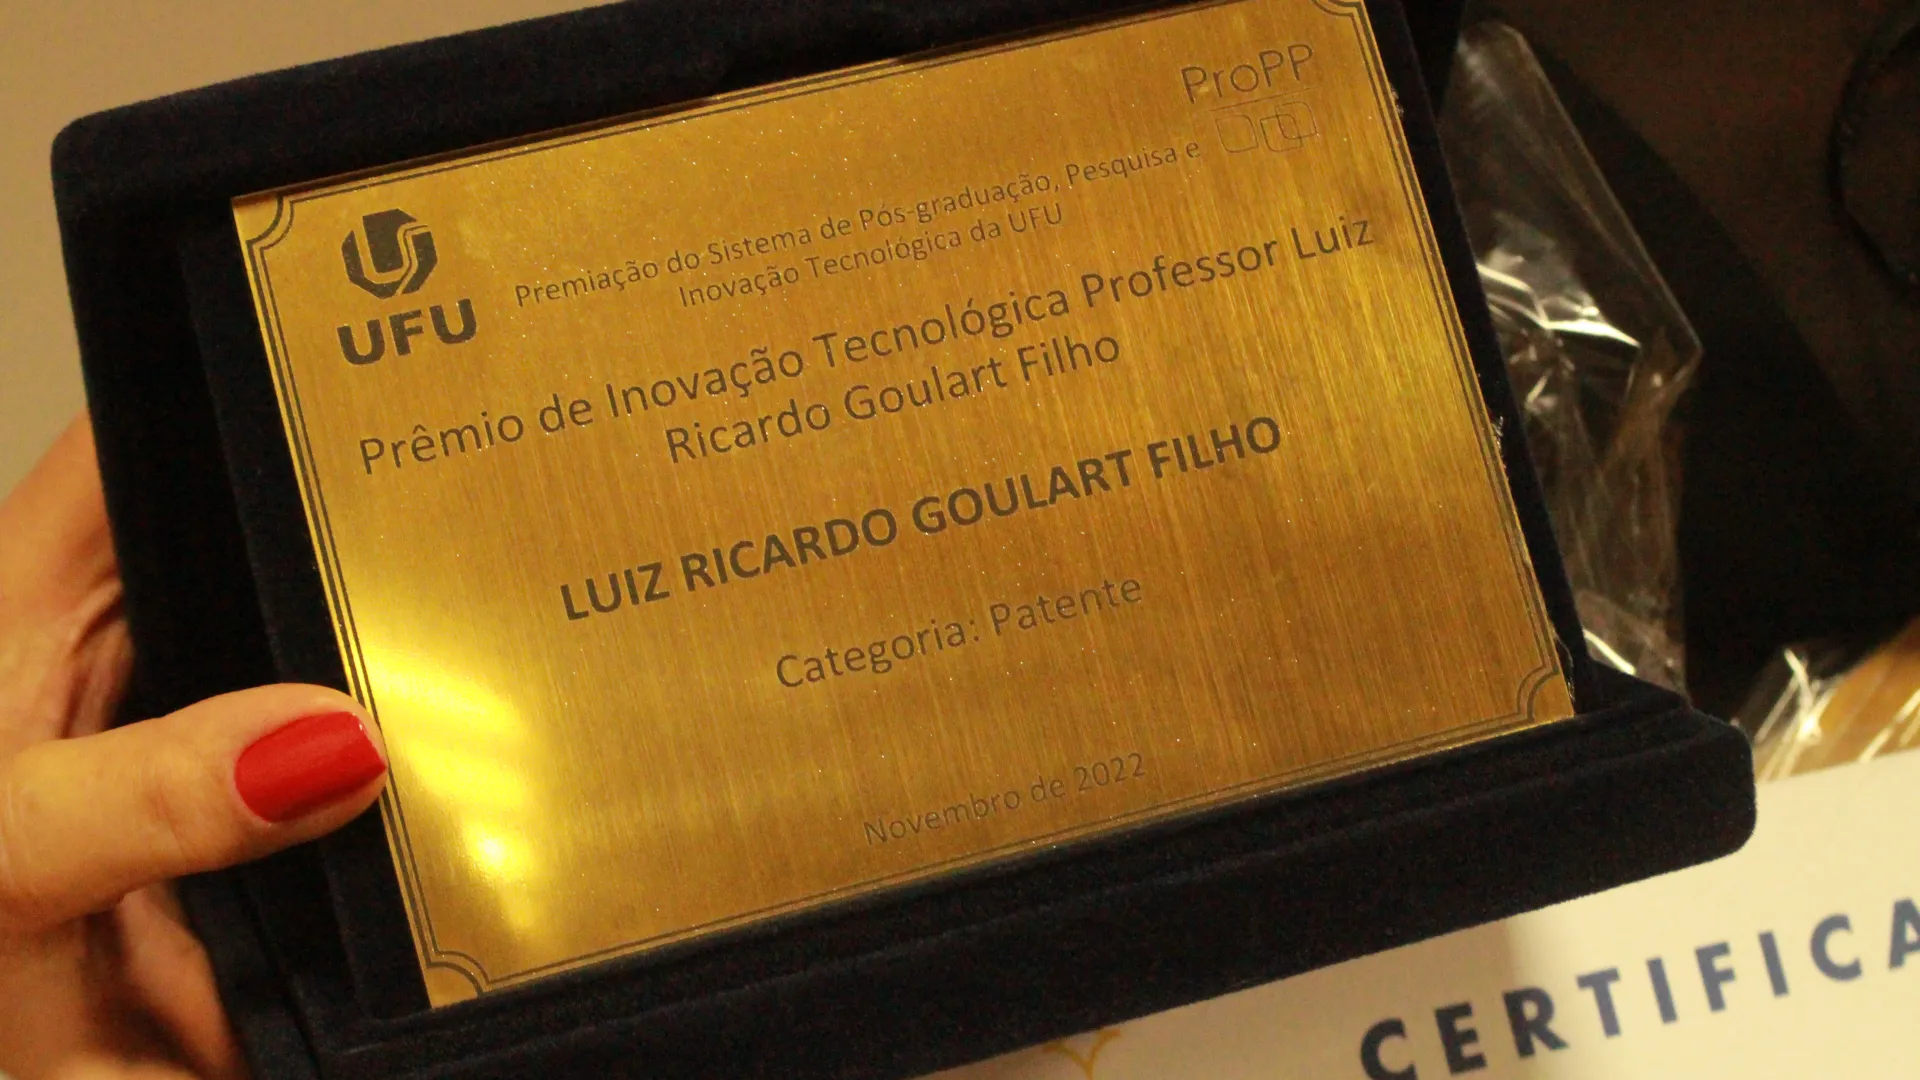 ProPP
UFU
Premiação do Sistema de Pós-graduação, Pesquisa e
Inovação Tecnológica da UFU
Prêmio de Inovação Tecnológica Professor Luiz
Ricardo Goulart Filho
LUIZ RICARDO GOULART FILHO
Categoria: Patente
Novembro de 2022
CERTIFICA